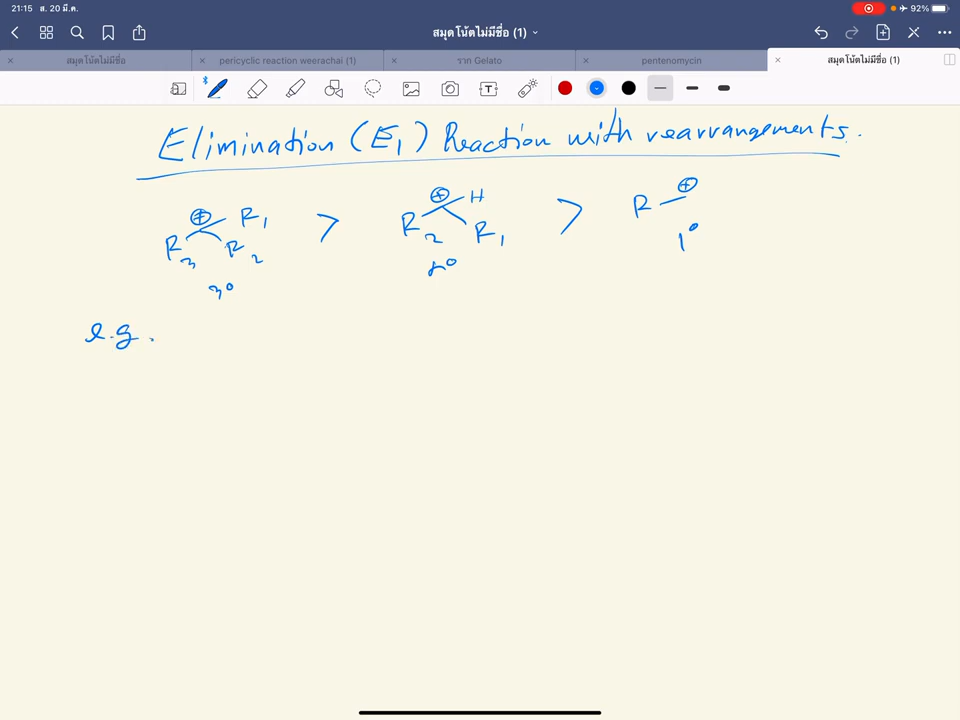 21:15 ส. 20 มี.ค.
92%
สมุดโน้ตไม่มีชื่อ (1)
สมุดโน้ตไม่มีชื่อ
pericyclic reaction weerachai (1)
ราก Gelato
pentenomycin
สมุดโน้ตไม่มีชื่อ (1)
Elimination (E1) Reaction with rearrangements.
⊕ R1 > ⊕ H > R ⊕
R3 R2 R2 R1 1°
3° 2°
e.g.